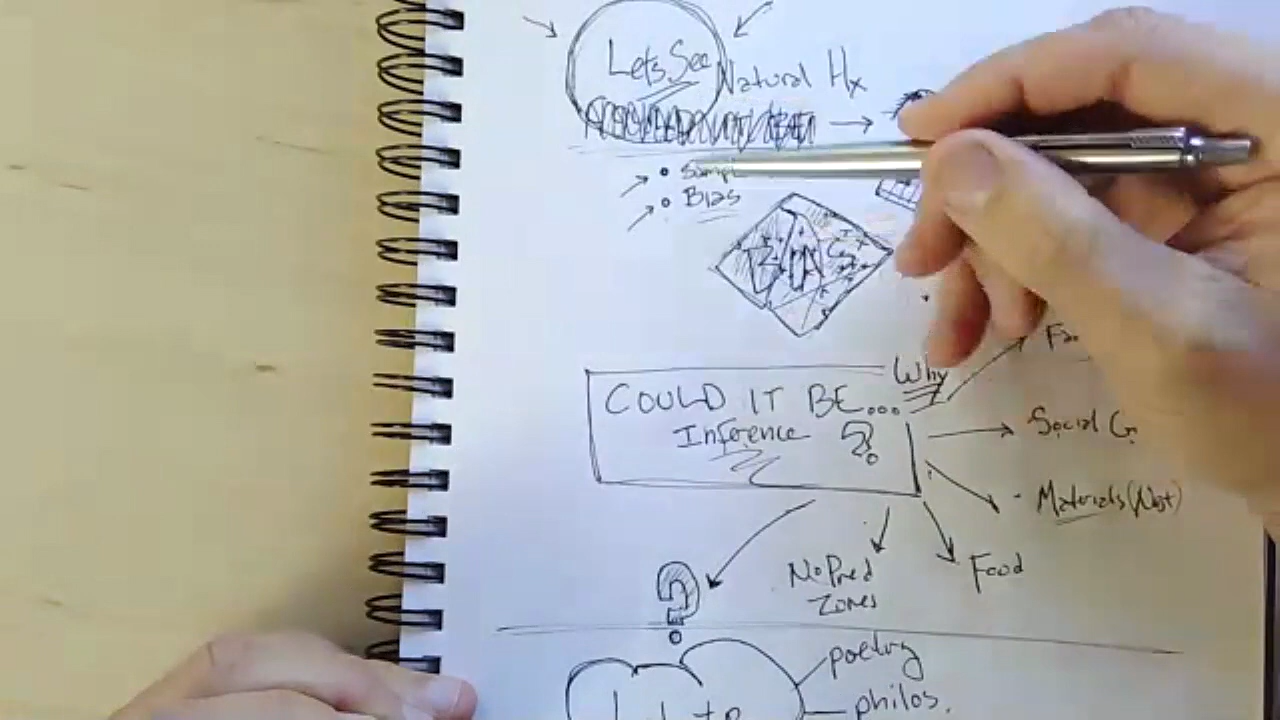 Lets See
Natural Hx
Bias
Why
COULD IT BE...
Inference ?
Social G
Materials (Nest)
Food
No Pred
Zones
?
poetry
philos.